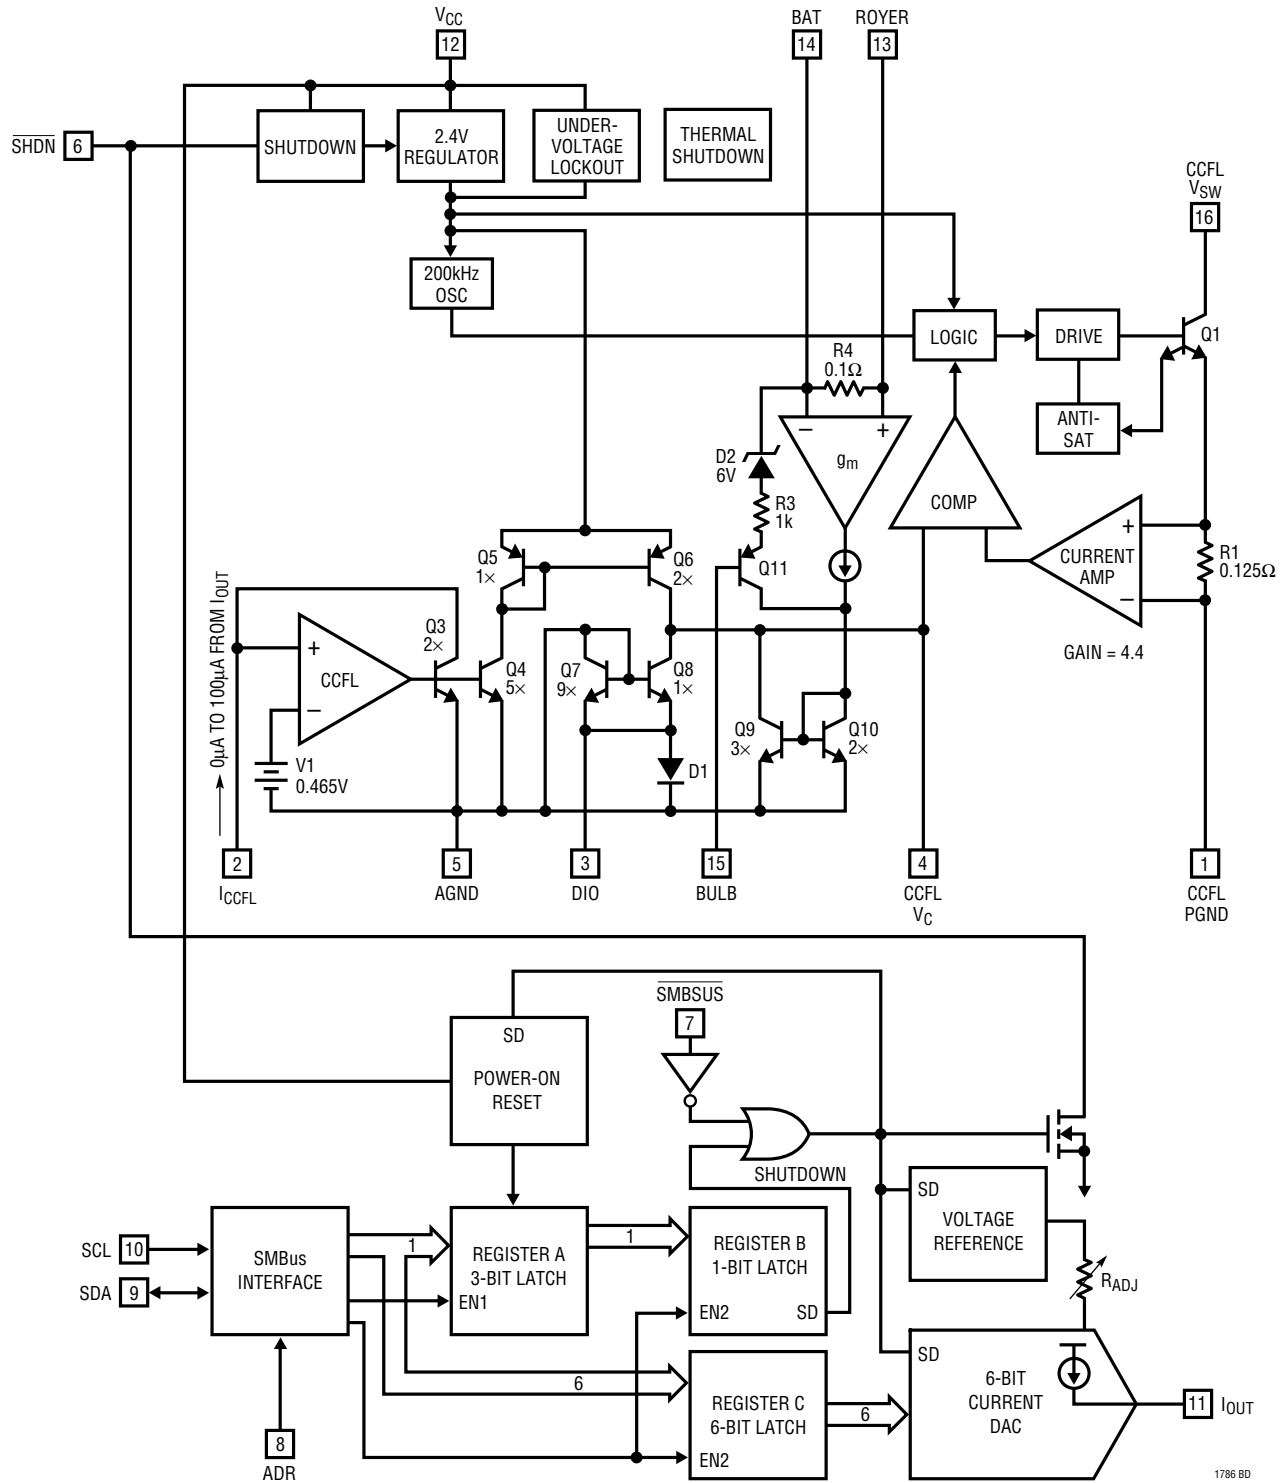 VCC
12
BAT
14
ROYER
13
SHDN
6
SHUTDOWN
2.4V
REGULATOR
UNDER-
VOLTAGE
LOCKOUT
THERMAL
SHUTDOWN
CCFL
VSW
16
200kHz
OSC
LOGIC
DRIVE
Q1
R4
0.1Ω
ANTI-
SAT
–
+
gm
D2
6V
R3
1k
COMP
+
CURRENT
AMP
–
R1
0.125Ω
GAIN = 4.4
Q5
1×
Q6
2×
Q11
0µA TO 100µA FROM IOUT
Q3
2×
+
CCFL
–
Q4
5×
Q7
9×
Q8
1×
Q9
3×
Q10
2×
V1
0.465V
D1
2
ICCFL
5
AGND
3
DIO
15
BULB
4
CCFL
VC
1
CCFL
PGND
SD
POWER-ON
RESET
SMBSUS
7
SHUTDOWN
SD
VOLTAGE
REFERENCE
RADJ
SCL
10
SDA
9
SMBus
INTERFACE
1
REGISTER A
3-BIT LATCH
EN1
1
REGISTER B
1-BIT LATCH
EN2
SD
6
REGISTER C
6-BIT LATCH
EN2
6
SD
6-BIT
CURRENT
DAC
11
IOUT
8
ADR
1786 BD